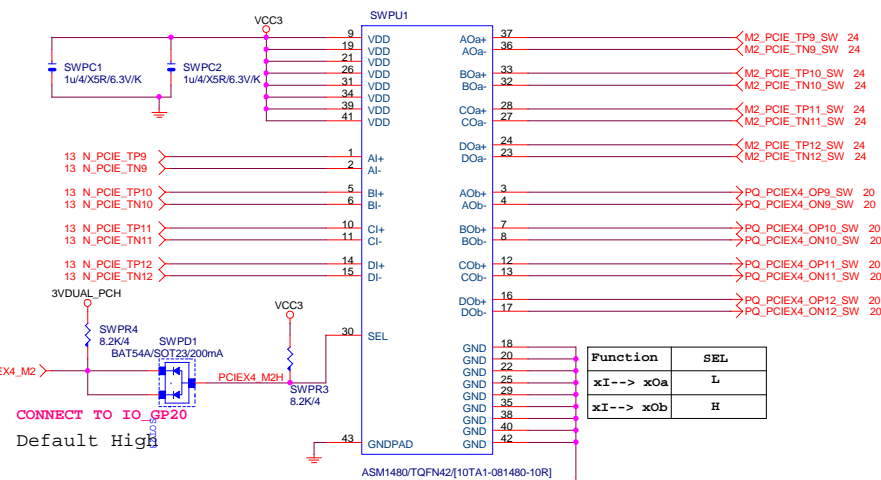 SWPU1
VCC3
SWPC1
1u/4/X5R/6.3V/K
SWPC2
1u/4/X5R/6.3V/K
9 VDD
19 VDD
21 VDD
26 VDD
31 VDD
34 VDD
39 VDD
41 VDD
AOa+ 37 M2_PCIE_TP9_SW 24
AOa- 36 M2_PCIE_TN9_SW 24
BOa+ 33 M2_PCIE_TP10_SW 24
BOa- 32 M2_PCIE_TN10_SW 24
COa+ 28 M2_PCIE_TP11_SW 24
COa- 27 M2_PCIE_TN11_SW 24
DOa+ 24 M2_PCIE_TP12_SW 24
DOa- 23 M2_PCIE_TN12_SW 24
13 N_PCIE_TP9 1 AI+
13 N_PCIE_TN9 2 AI-
13 N_PCIE_TP10 5 BI+
13 N_PCIE_TN10 6 BI-
13 N_PCIE_TP11 10 CI+
13 N_PCIE_TN11 11 CI-
13 N_PCIE_TP12 14 DI+
13 N_PCIE_TN12 15 DI-
AOb+ 3 PQ_PCIEX4_OP9_SW 20
AOb- 4 PQ_PCIEX4_ON9_SW 20
BOb+ 7 PQ_PCIEX4_OP10_SW 20
BOb- 8 PQ_PCIEX4_ON10_SW 20
COb+ 12 PQ_PCIEX4_OP11_SW 20
COb- 13 PQ_PCIEX4_ON11_SW 20
DOb+ 16 PQ_PCIEX4_OP12_SW 20
DOb- 17 PQ_PCIEX4_ON12_SW 20
3VDUAL_PCH
VCC3
SWPR4
8.2K/4
SWPD1
BAT54A/SOT23/200mA
30 SEL
EX4_M2
PCIEX4_M2H
SWPR3
8.2K/4
CONNECT TO IO_GP20
Default High
GND 18
GND 20
GND 22
GND 25
GND 29
GND 35
GND 38
GND 40
GND 42
43 GNDPAD
Function SEL
xI--> xOa L
xI--> xOb H
ASM1480/TQFN42/[10TA1-081480-10R]